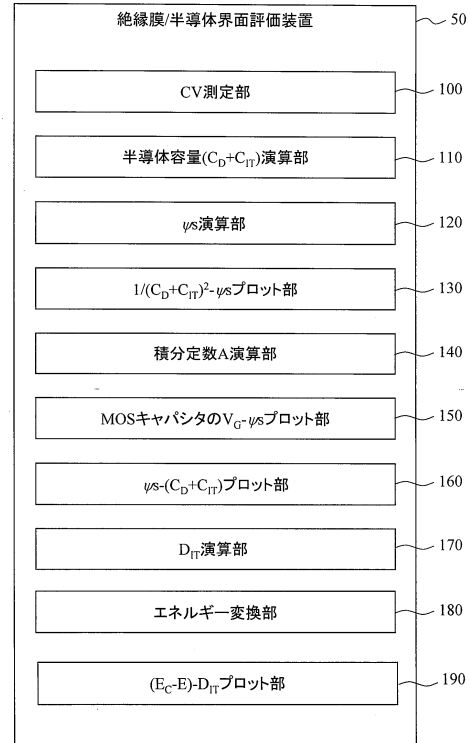 絶縁膜/半導体界面評価装置 50
CV測定部 100
半導体容量(C_D+C_IT)演算部 110
ψs演算部 120
1/(C_D+C_IT)²-ψsプロット部 130
積分定数A演算部 140
MOSキャパシタのV_G-ψsプロット部 150
ψs-(C_D+C_IT)プロット部 160
D_IT演算部 170
エネルギー変換部 180
(E_C-E)-D_ITプロット部 190